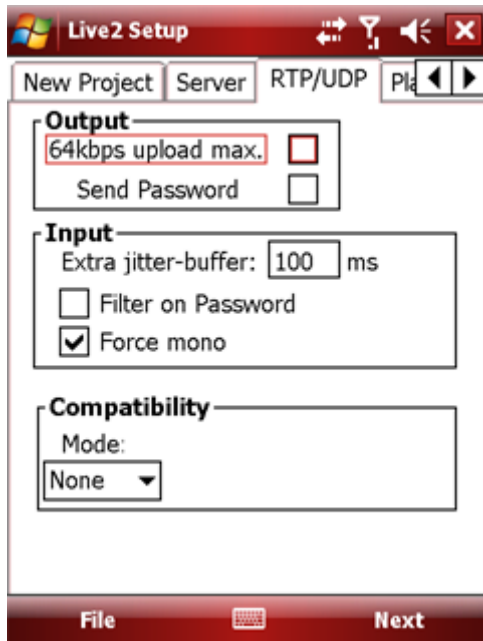 Live2 Setup
New Project Server RTP/UDP
Output
64kbps upload max.
Send Password
Input
Extra jitter-buffer: 100 ms
Filter on Password
Force mono
Compatibility
Mode:
None
File Next